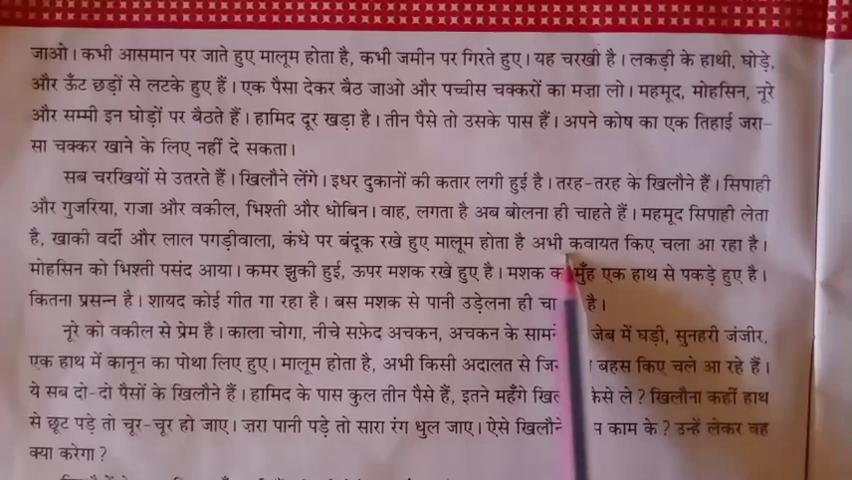 जाओ। कभी आसमान पर जाते हुए मालूम होता है, कभी जमीन पर गिरते हुए। यह चरखी है। लकड़ी के हाथी, घोड़े,
और ऊँट छड़ों से लटके हुए हैं। एक पैसा देकर बैठ जाओ और पच्चीस चक्करों का मज़ा लो। महमूद, मोहसिन, नूरे
और सम्मी इन घोड़ों पर बैठते हैं। हामिद दूर खड़ा है। तीन पैसे तो उसके पास हैं। अपने कोष का एक तिहाई जरा-
सा चक्कर खाने के लिए नहीं दे सकता।
सब चरखियों से उतरते हैं। खिलौने लेंगे। इधर दुकानों की कतार लगी हुई है। तरह-तरह के खिलौने हैं। सिपाही
और गुजरिया, राजा और वकील, भिश्ती और धोबिन। वाह, लगता है अब बोलना ही चाहते हैं। महमूद सिपाही लेता
है, खाकी वर्दी और लाल पगड़ीवाला, कंधे पर बंदूक रखे हुए मालूम होता है अभी कवायत किए चला आ रहा है।
मोहसिन को भिश्ती पसंद आया। कमर झुकी हुई, ऊपर मशक रखे हुए है। मशक का मुँह एक हाथ से पकड़े हुए है।
कितना प्रसन्न है। शायद कोई गीत गा रहा है। बस मशक से पानी उड़ेलना ही है।
नूरे को वकील से प्रेम है। काला चोगा, नीचे सफ़ेद अचकन, अचकन के जेब में घड़ी, सुनहरी जंजीर,
एक हाथ में कानून का पोथा लिए हुए। मालूम होता है, अभी किसी अदालत से बहस किए चले आ रहे हैं।
ये सब दो-दो पैसों के खिलौने हैं। हामिद के पास कुल तीन पैसे हैं, इतने महँगे कैसे ले? खिलौना कहीं हाथ
से छूट पड़े तो चूर-चूर हो जाए। ज़रा पानी पड़े तो सारा रंग धुल जाए। ऐसे काम के? उन्हें लेकर वह
क्या करेगा?